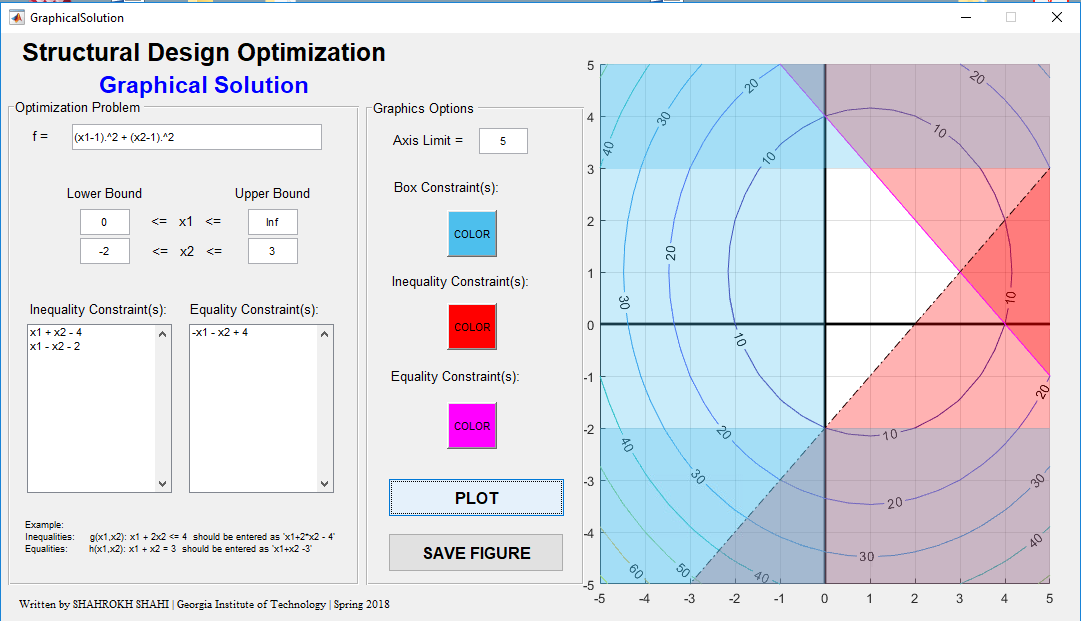 GraphicalSolution
Structural Design Optimization
Graphical Solution
Optimization Problem
f = (x1-1).^2 + (x2-1).^2
Lower Bound Upper Bound
0 <= x1 <= Inf
-2 <= x2 <= 3
Inequality Constraint(s): Equality Constraint(s):
x1 + x2 - 4 -x1 - x2 + 4
x1 - x2 - 2
Example:
Inequalities: g(x1,x2): x1 + 2x2 <= 4 should be entered as 'x1+2*x2 - 4'
Equalities: h(x1,x2): x1 + x2 = 3 should be entered as 'x1+x2 -3'
Written by SHAHROKH SHAHI | Georgia Institute of Technology | Spring 2018
Graphics Options
Axis Limit = 5
Box Constraint(s):
COLOR
Inequality Constraint(s):
COLOR
Equality Constraint(s):
COLOR
PLOT
SAVE FIGURE
5
4
3
2
1
0
-1
-2
-3
-4
-5
-5 -4 -3 -2 -1 0 1 2 3 4 5
20
20
30
40
10
10
20
30
10
10
20
20
10
40
30
20
30
40
30
60
50
40